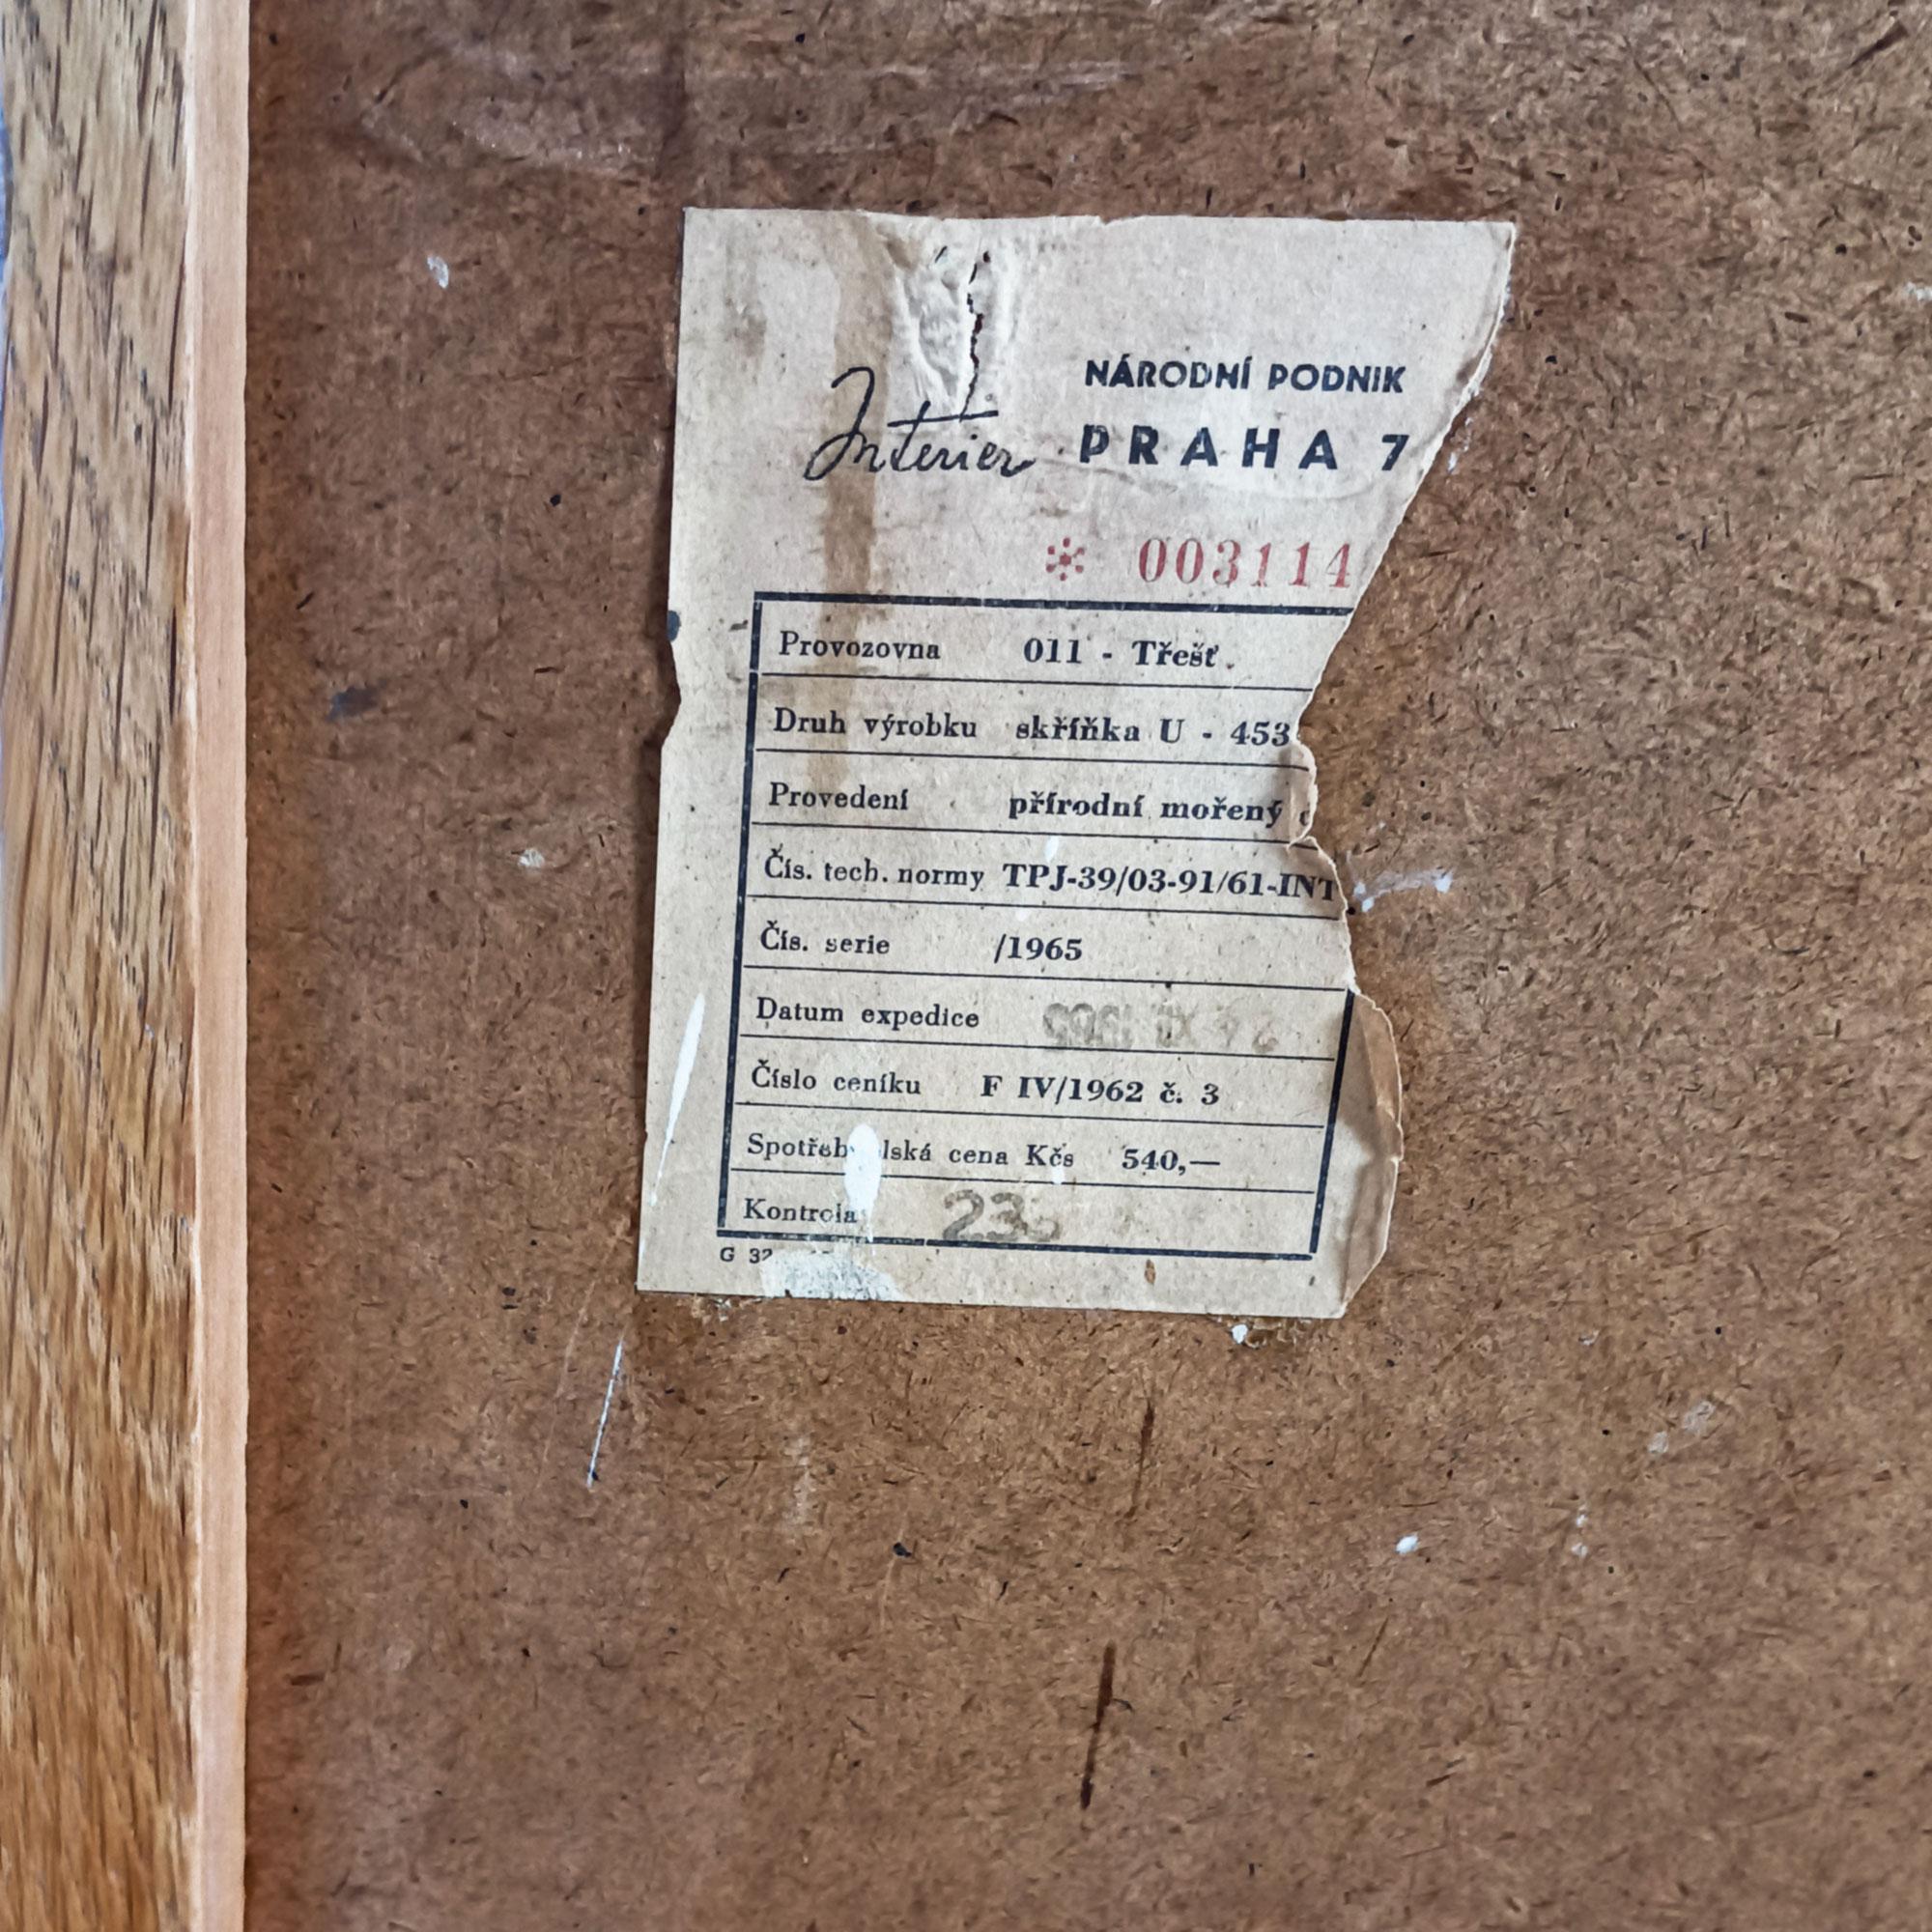 Interier
NÁRODNÍ PODNIK
PRAHA 7
* 003114
Provozovna 011 - Třešť.
Druh výrobku skříňka U - 453
Provedení přírodní mořený
Čís. tech. normy TPJ-39/03-91/61-INT
Čís. serie /1965
Datum expedice
Číslo ceníku F IV/1962 č. 3
cena Kčs 540,—
Kontrola 23
G 32